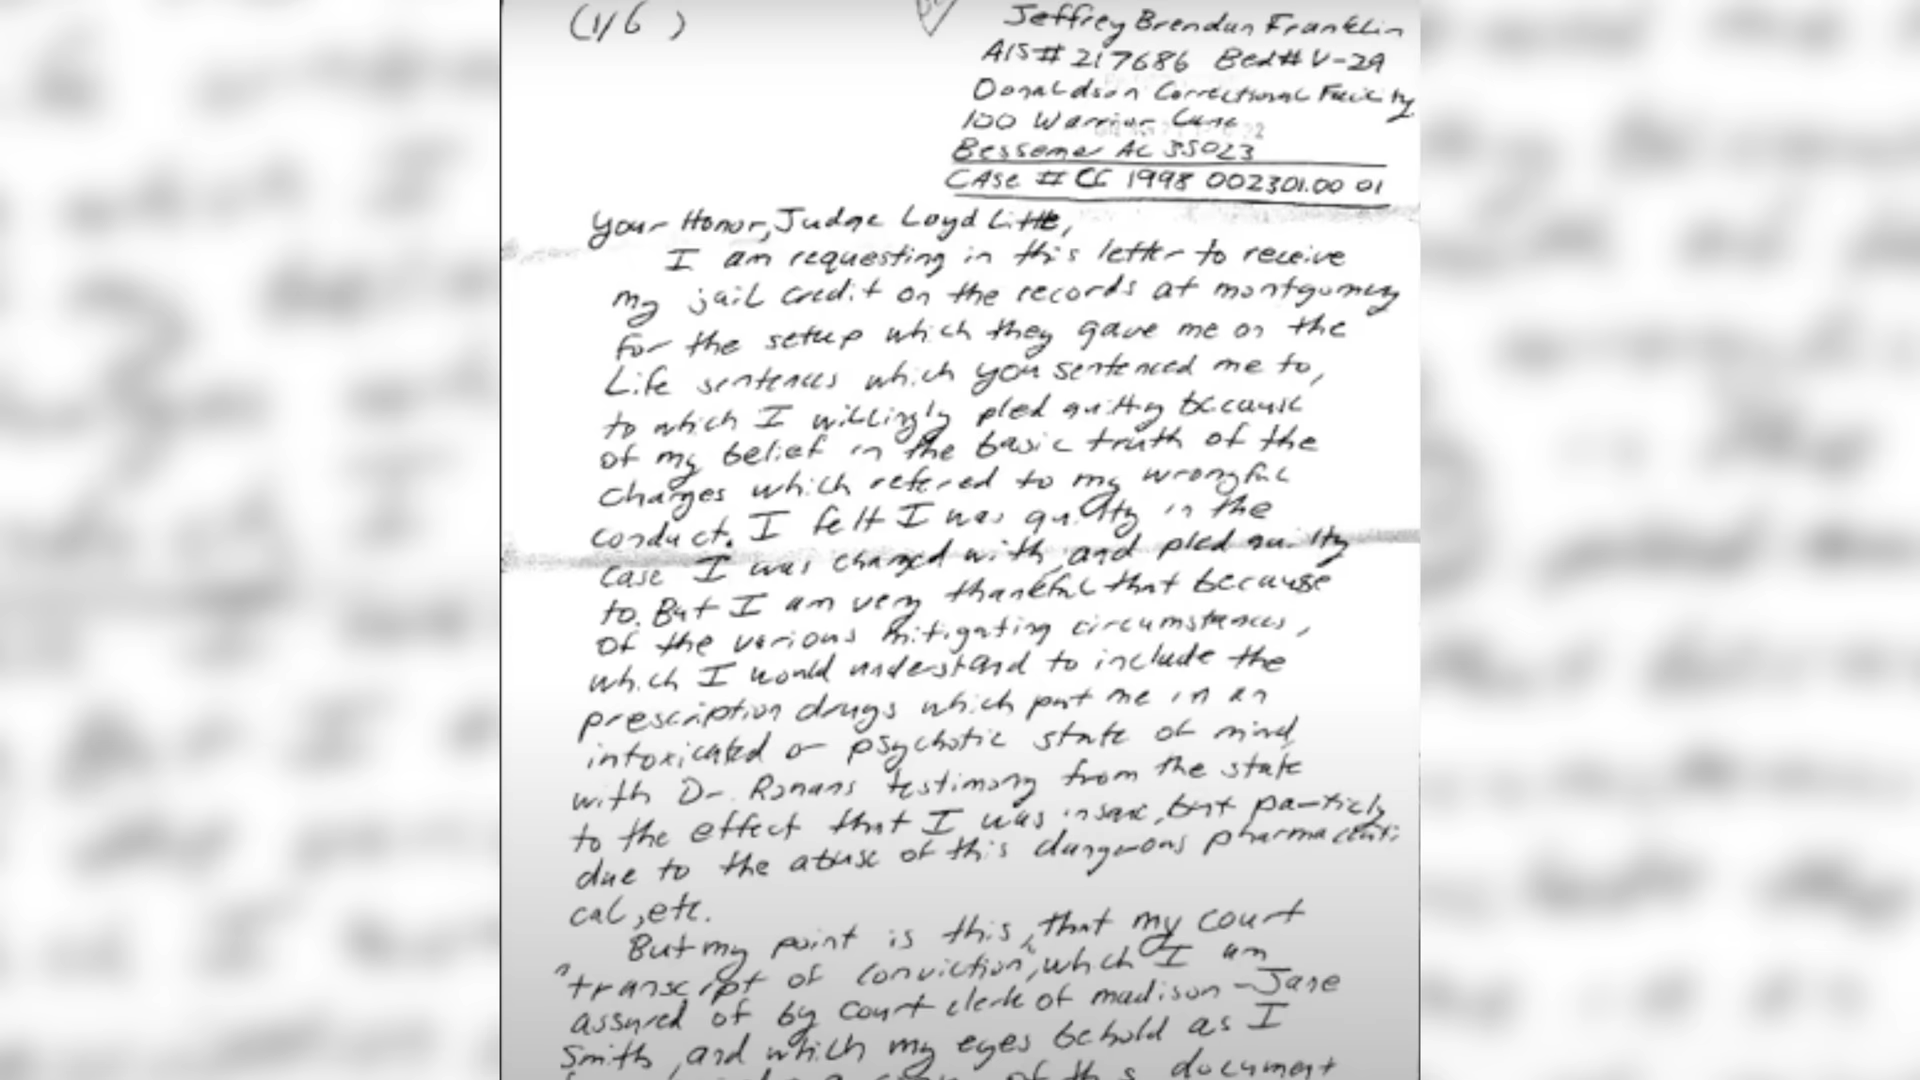 (1/6)
Jeffrey Brendan Franklin
AIS# 217686 Bed# V-29
Donaldson Correctional Facility
100 Warrior Lane
Bessemer AL 35023
CASE # CC 1998 002301.00 01
Your Honor, Judge Loyd Little,
I am requesting in this letter to receive
my jail credit on the records at montgomery
for the setup which they gave me on the
Life sentences which you sentenced me to,
to which I willingly pled guilty because
of my belief in the basic truth of the
charges which refered to my wrongful
conduct. I felt I was guilty in the
case I was charged with, and pled guilty
to. But I am very thankful that because
of the various mitigating circumstances,
which I would understand to include the
prescription drugs which put me in an
intoxicated or psychotic state of mind
with Dr. Ronans testimony from the state
to the effect that I was insane, but particly
due to the abuse of this dangerous pharmaceuti
cal, etc.
But my point is this, that my court
"transcript of conviction", which I am
assured of by court clerk of madison - Jane
Smith, and which my eyes behold as I
of this document